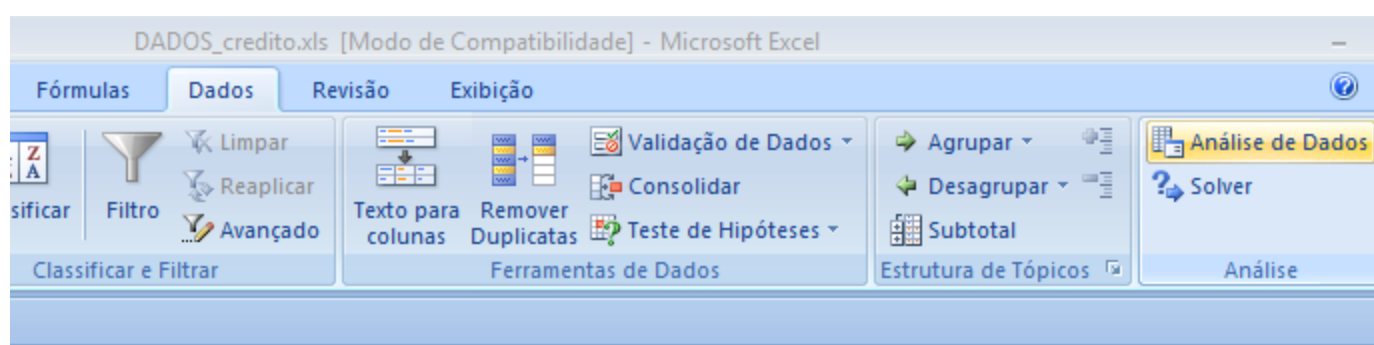 DADOS_credito.xls [Modo de Compatibilidade] - Microsoft Excel
Fórmulas Dados Revisão Exibição
Limpar
Reaplicar
Avançado
sificar
Filtro
Texto para
colunas
Remover
Duplicatas
Validação de Dados
Consolidar
Teste de Hipóteses
Agrupar
Desagrupar
Subtotal
Análise de Dados
Solver
Classificar e Filtrar
Ferramentas de Dados
Estrutura de Tópicos
Análise